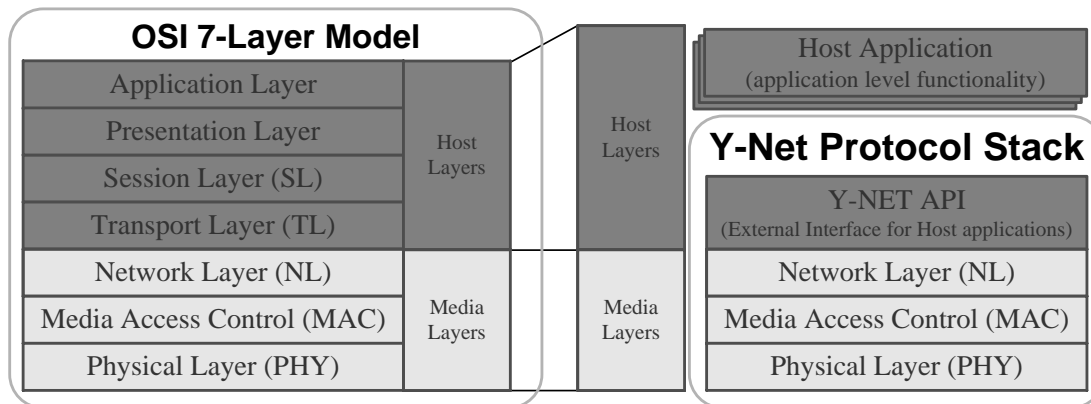 OSI 7-Layer Model
Application Layer
Presentation Layer
Session Layer (SL)
Transport Layer (TL)
Network Layer (NL)
Media Access Control (MAC)
Physical Layer (PHY)
Host
Layers
Media
Layers
Host
Layers
Media
Layers
Host Application
(application level functionality)
Y-Net Protocol Stack
Y-NET API
(External Interface for Host applications)
Network Layer (NL)
Media Access Control (MAC)
Physical Layer (PHY)